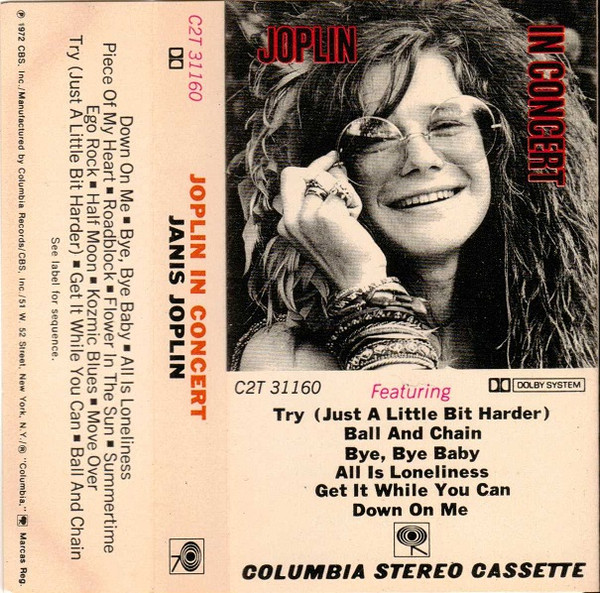 ℗ 1972 CBS, Inc./Manufactured by Columbia Records/CBS, Inc./51 W. 52 Street, New York, N.Y./® "Columbia," Marcas Reg.
Down On Me ■ Bye, Bye Baby ■ All Is Loneliness
Piece Of My Heart ■ Roadblock ■ Flower In The Sun ■ Summertime
Ego Rock ■ Half Moon ■ Kozmic Blues ■ Move Over
Try (Just A Little Bit Harder) ■ Get It While You Can ■ Ball And Chain
See label for sequence.
C2T 31160
JOPLIN IN CONCERT
JANIS JOPLIN
JOPLIN
IN CONCERT
C2T 31160
Featuring
DOLBY SYSTEM
Try (Just A Little Bit Harder)
Ball And Chain
Bye, Bye Baby
All Is Loneliness
Get It While You Can
Down On Me
COLUMBIA STEREO CASSETTE